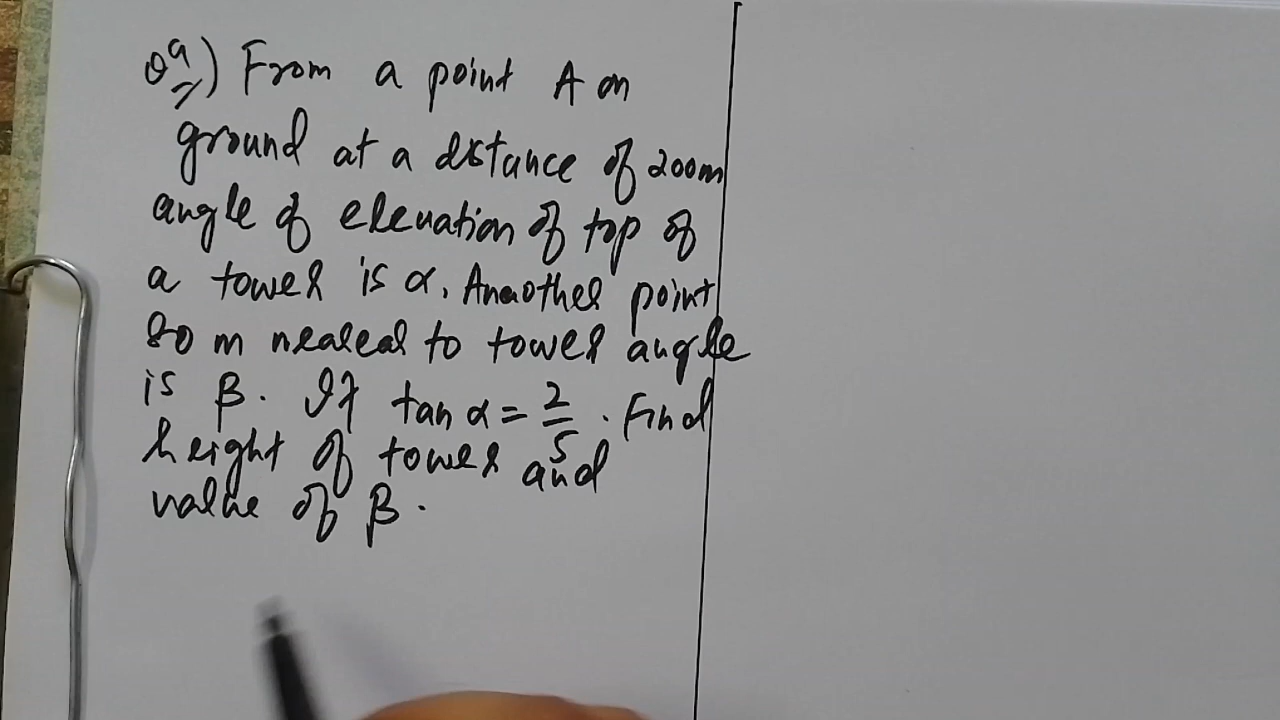 Q9) From a point A on
ground at a distance of 200m
angle of elevation of top of
a tower is α. Another point
80 m nearer to tower angle
is β. If tan α = 2/5. Find
height of tower and
value of β.